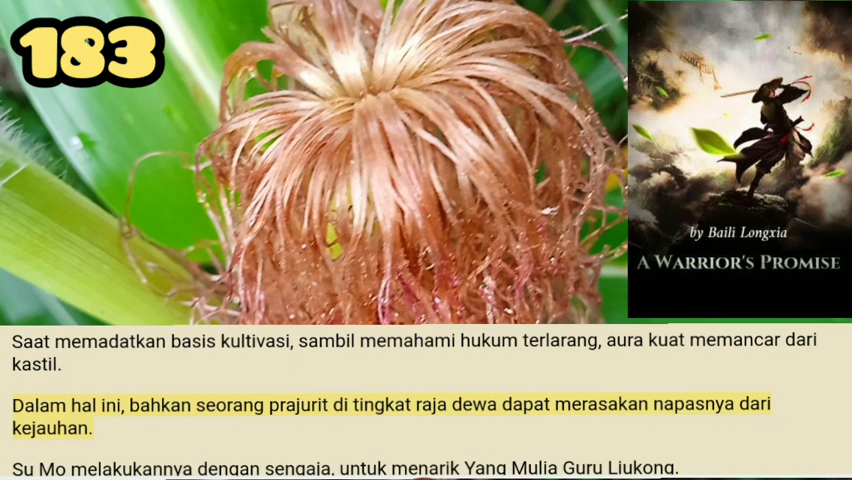 183
by Baili Longxia
A WARRIOR'S PROMISE
Saat memadatkan basis kultivasi, sambil memahami hukum terlarang, aura kuat memancar dari
kastil.
Dalam hal ini, bahkan seorang prajurit di tingkat raja dewa dapat merasakan napasnya dari
kejauhan.
Su Mo melakukannya dengan sengaja, untuk menarik Yang Mulia Guru Liukong.